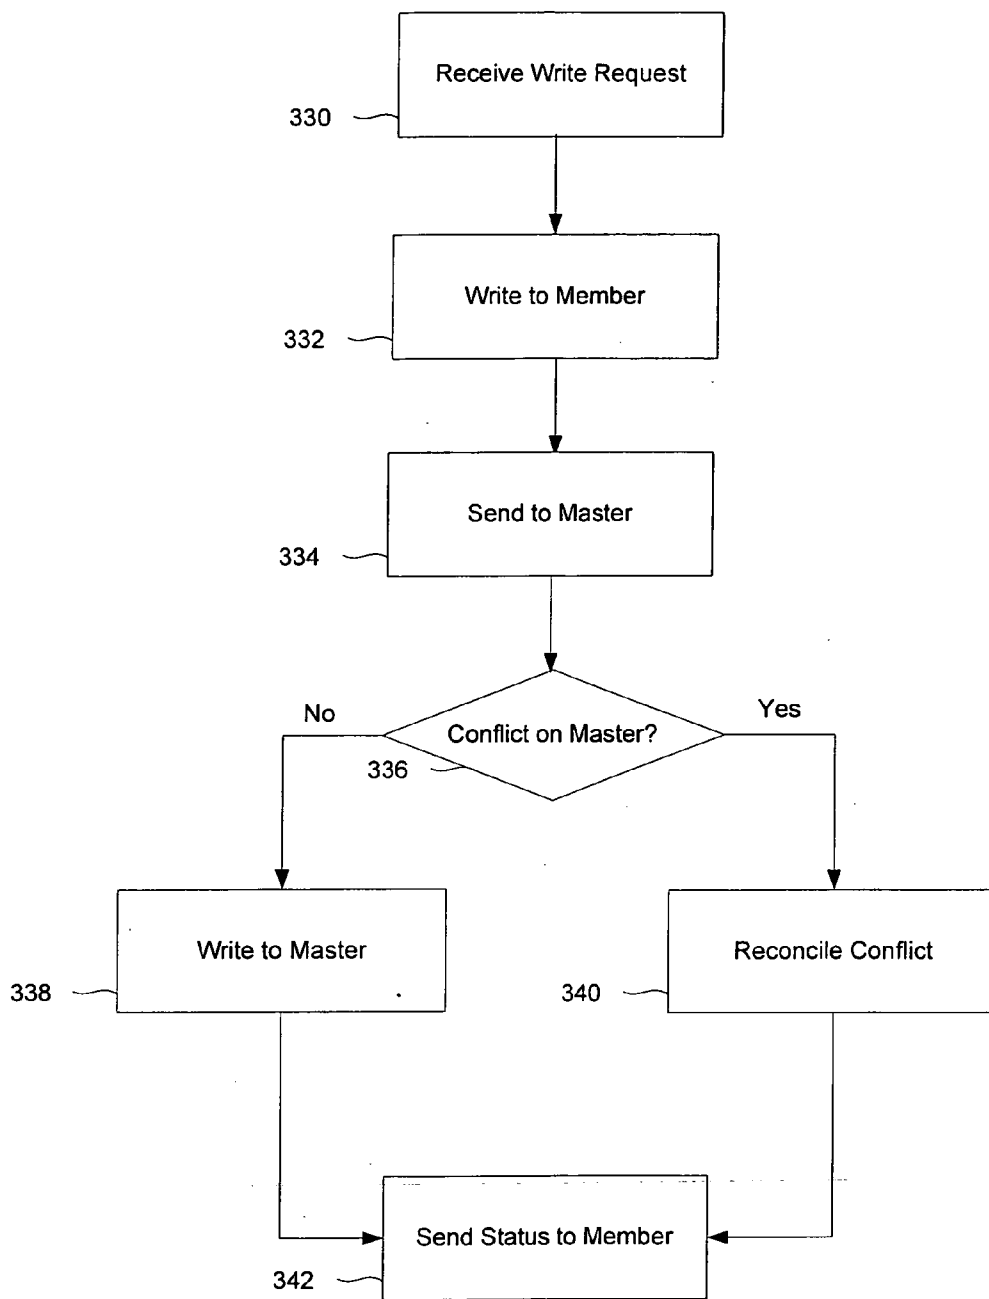 Receive Write Request
330
Write to Member
332
Send to Master
334
No
Yes
Conflict on Master?
336
Write to Master
338
Reconcile Conflict
340
Send Status to Member
342